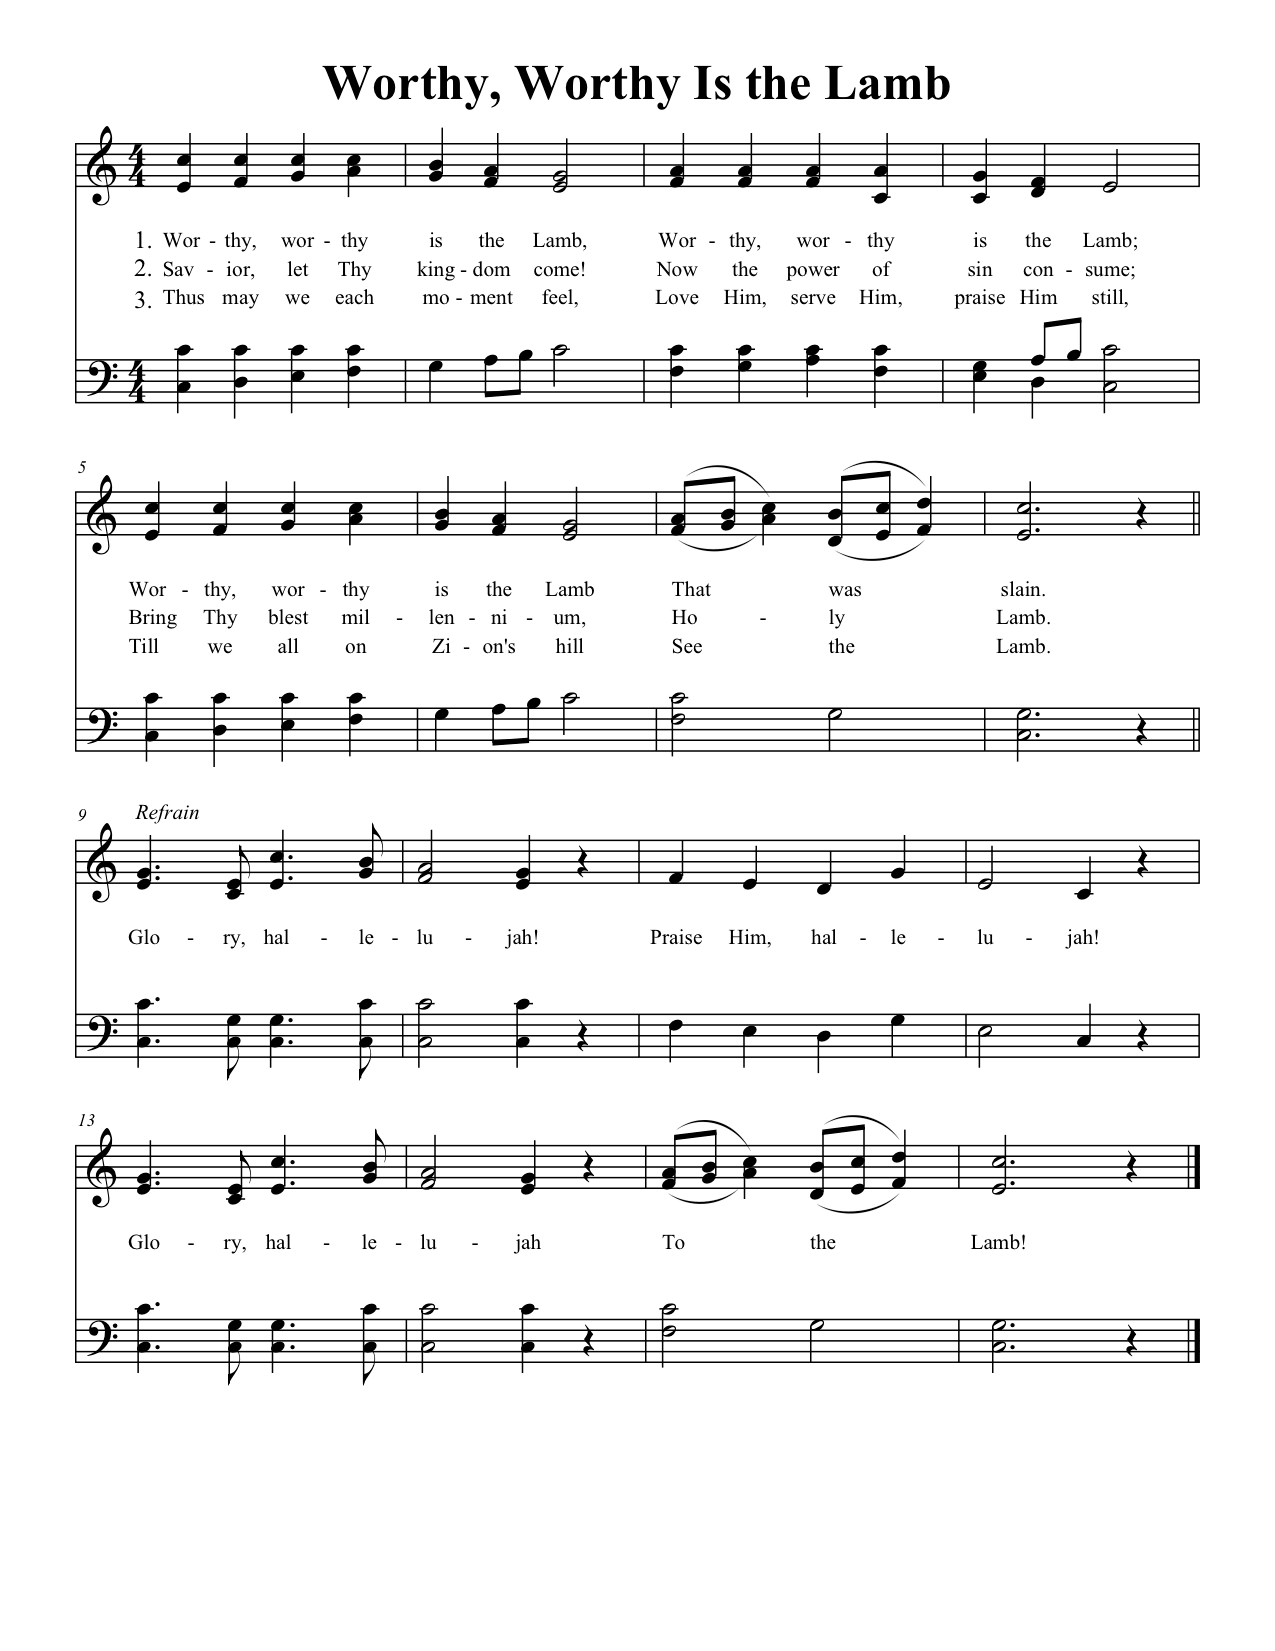 Worthy, Worthy Is the Lamb
4
4
1. Wor - thy, wor - thy is the Lamb, Wor - thy, wor - thy is the Lamb;
2. Sav - ior, let Thy king - dom come! Now the power of sin con - sume;
3. Thus may we each mo - ment feel, Love Him, serve Him, praise Him still,
4
4
5
Wor - thy, wor - thy is the Lamb That was slain.
Bring Thy blest mil - len - ni - um, Ho - ly Lamb.
Till we all on Zi - on's hill See the Lamb.
9 Refrain
Glo - ry, hal - le - lu - jah! Praise Him, hal - le - lu - jah!
13
Glo - ry, hal - le - lu - jah To the Lamb!